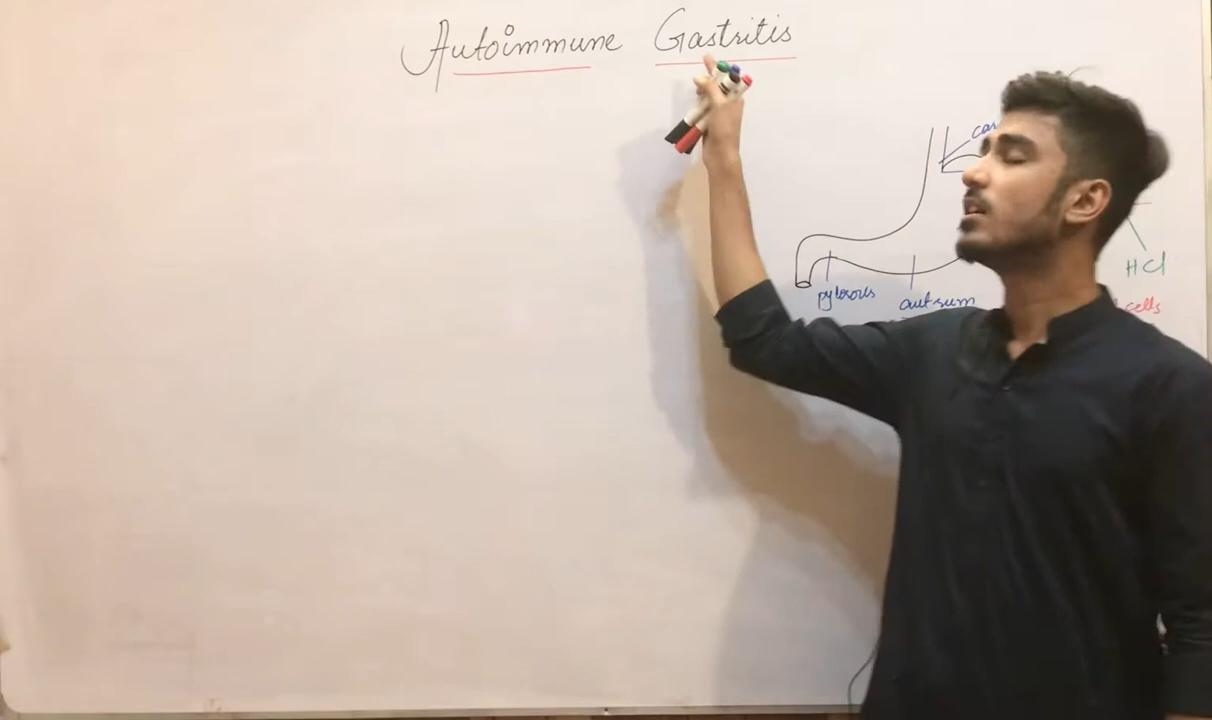 Autoimmune Gastritis
HCl
pylorous antrum
cells